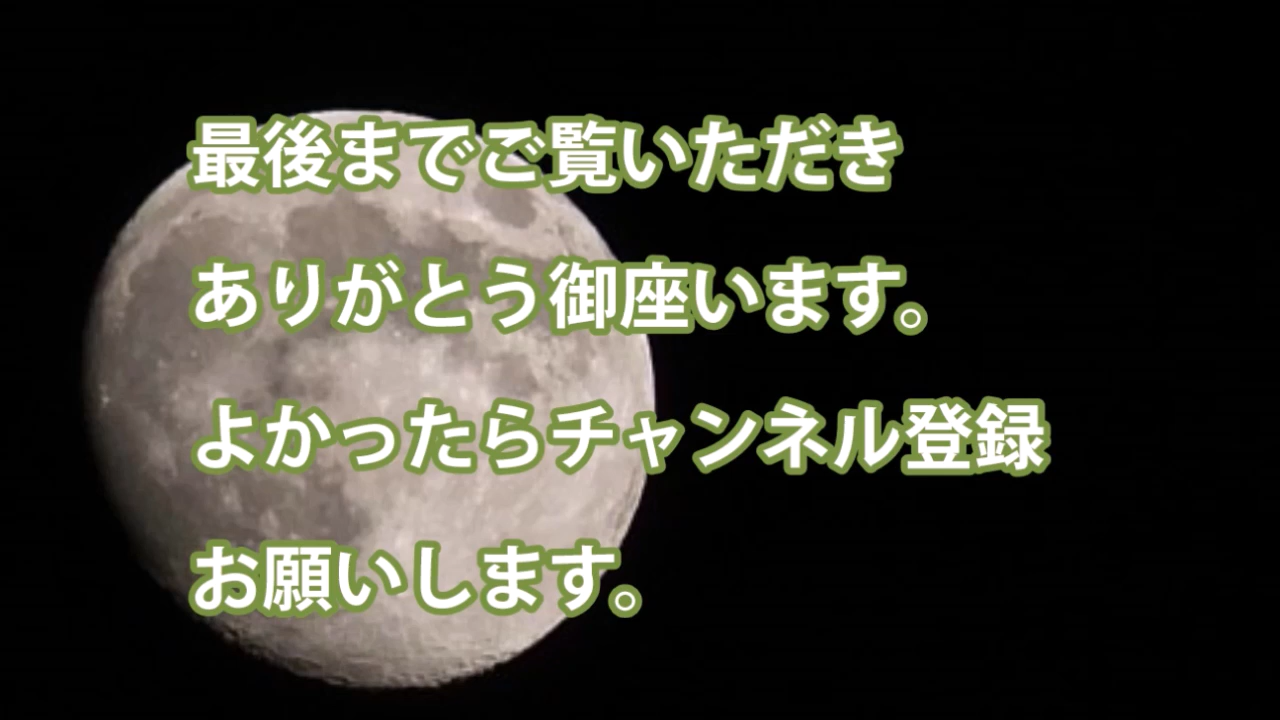 最後までご覧いただき
ありがとう御座います。
よかったらチャンネル登録
お願いします。